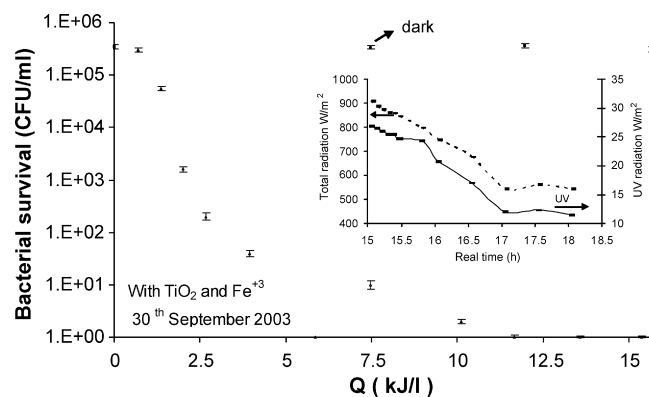 Bacterial survival (CFU/ml)
1.E+06
1.E+05
1.E+04
1.E+03
1.E+02
1.E+01
1.E+00
0
2.5
5
7.5
10
12.5
15
Q ( kJ/l )
dark
With TiO2 and Fe+3
30 th September 2003
Total radiation W/m2
1000
900
800
700
600
500
400
15
15.5
16
16.5
17
17.5
18
18.5
Real time (h)
35
30
25
20
15
10
UV radiation W/m2
UV